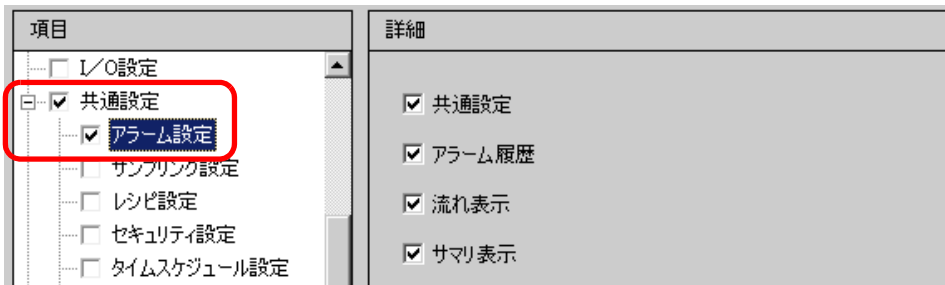 項目
I/O設定
共通設定
アラーム設定
サンプリング設定
レシピ設定
セキュリティ設定
タイムスケジュール設定
詳細
共通設定
アラーム履歴
流れ表示
サマリ表示